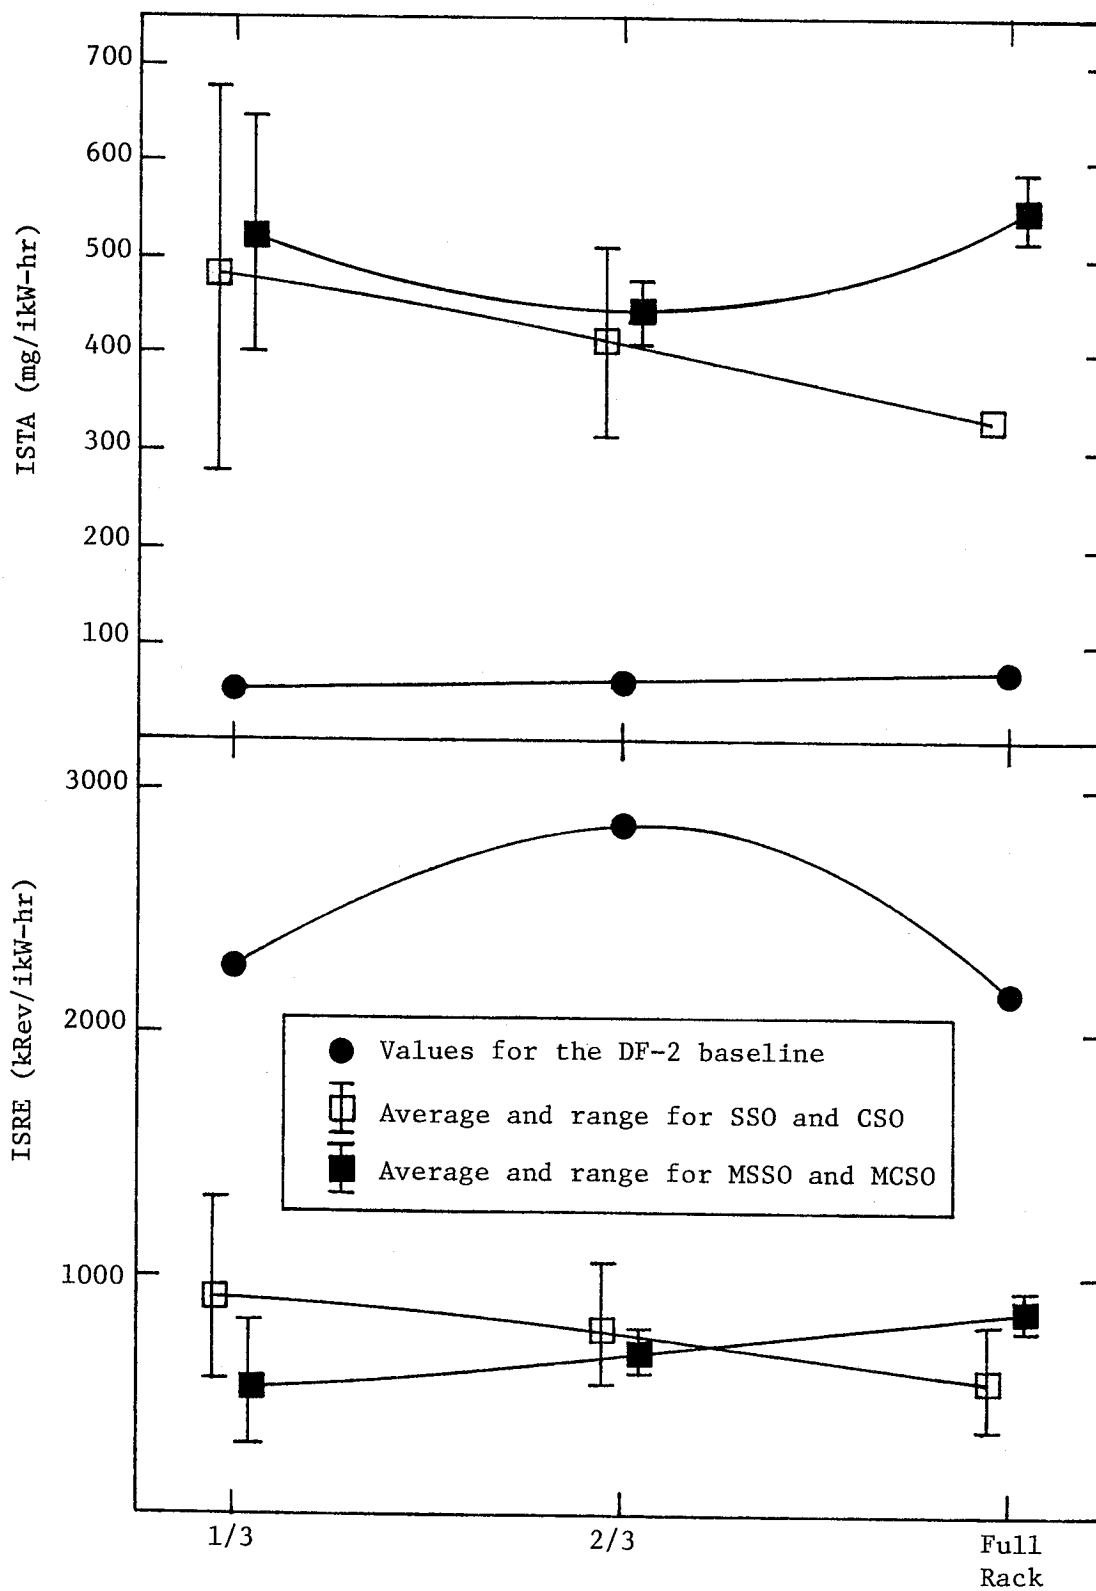 700
600
500
400
300
200
100
ISTA (mg/ikW-hr)
3000
2000
1000
ISRE (kRev/ikW-hr)
Values for the DF-2 baseline
Average and range for SSO and CSO
Average and range for MSSO and MCSO
1/3
2/3
Full
Rack